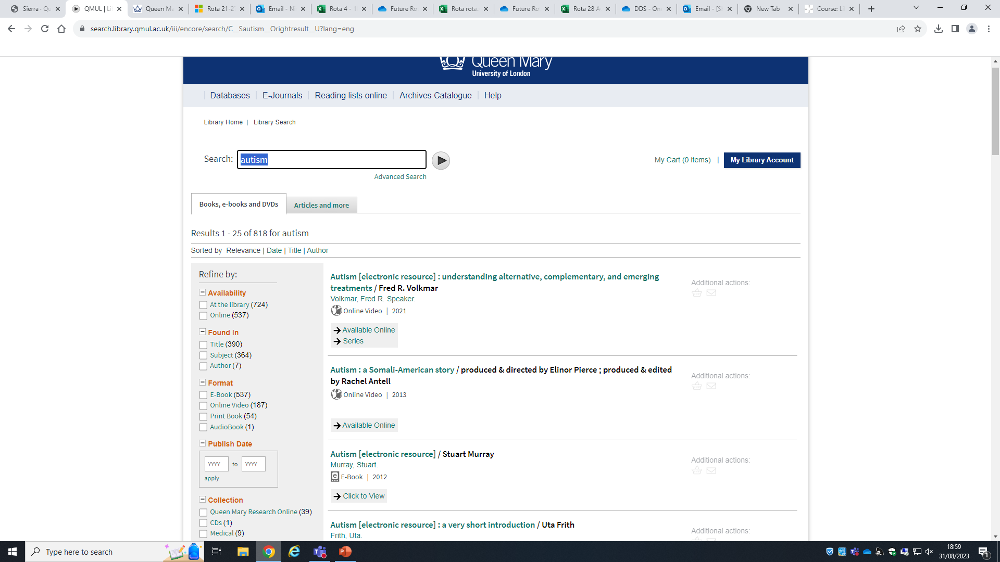 Sierra · Qu
QMUL | Li
Queen Ma
Rota 21-2
Email - Ni
Rota 4 - 1
Future Ro
Rota rota.
Future Ro
Rota 28 A
DDS - On
Email - [S
New Tab
Course: Li
search.library.qmul.ac.uk/iii/encore/search/C__Sautism__Orightresult__U?lang=eng
Queen Mary
University of London
Databases
E-Journals
Reading lists online
Archives Catalogue
Help
Library Home | Library Search
Search: autism
My Cart (0 items) | My Library Account
Advanced Search
Books, e-books and DVDs
Articles and more
Results 1 - 25 of 818 for autism
Sorted by Relevance | Date | Title | Author
Refine by:
Availability
At the library (724)
Online (537)
Found In
Title (390)
Subject (364)
Author (7)
Format
E-Book (537)
Online Video (187)
Print Book (54)
AudioBook (1)
Publish Date
YYYY to YYYY
apply
Collection
Queen Mary Research Online (39)
CDs (1)
Medical (9)
Autism [electronic resource] : understanding alternative, complementary, and emerging
treatments / Fred R. Volkmar
Volkmar, Fred R. Speaker.
Online Video | 2021
Available Online
Series
Additional actions:
Autism : a Somali-American story / produced & directed by Elinor Pierce ; produced & edited
by Rachel Antell
Online Video | 2013
Available Online
Additional actions:
Autism [electronic resource] / Stuart Murray
Murray, Stuart.
E-Book | 2012
Click to View
Additional actions:
Autism [electronic resource] : a very short introduction / Uta Frith
Frith, Uta.
Additional actions:
Type here to search
18:59
31/08/2023
1